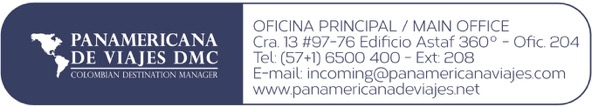 PANAMERICANA
DE VIAJES DMC
COLOMBIAN DESTINATION MANAGER
OFICINA PRINCIPAL / MAIN OFFICE
Cra. 13 #97-76 Edificio Astaf 360° - Ofic. 204
Tel: (57+1) 6500 400 - Ext: 208
E-mail: incoming@panamericanaviajes.com
www.panamericanadeviajes.net